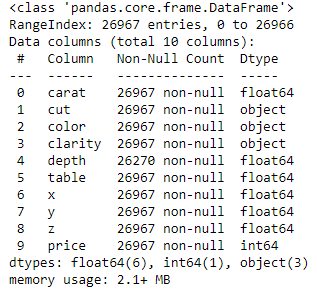 <class 'pandas.core.frame.DataFrame'>
RangeIndex: 26967 entries, 0 to 26966
Data columns (total 10 columns):
 #   Column   Non-Null Count  Dtype
---  ------   --------------  -----
 0   carat    26967 non-null  float64
 1   cut      26967 non-null  object
 2   color    26967 non-null  object
 3   clarity  26967 non-null  object
 4   depth    26270 non-null  float64
 5   table    26967 non-null  float64
 6   x        26967 non-null  float64
 7   y        26967 non-null  float64
 8   z        26967 non-null  float64
 9   price    26967 non-null  int64
dtypes: float64(6), int64(1), object(3)
memory usage: 2.1+ MB